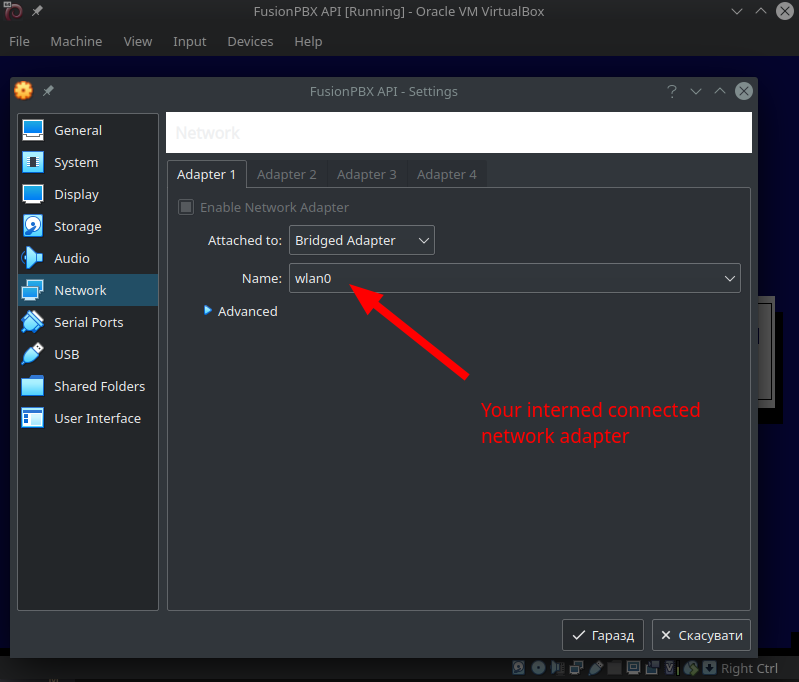 FusionPBX API [Running] - Oracle VM VirtualBox
File Machine View Input Devices Help
FusionPBX API - Settings
General
System
Display
Storage
Audio
Network
Serial Ports
USB
Shared Folders
User Interface
Network
Adapter 1 Adapter 2 Adapter 3 Adapter 4
Enable Network Adapter
Attached to: Bridged Adapter
Name: wlan0
Advanced
Your interned connected
network adapter
Гаразд Скасувати
Right Ctrl